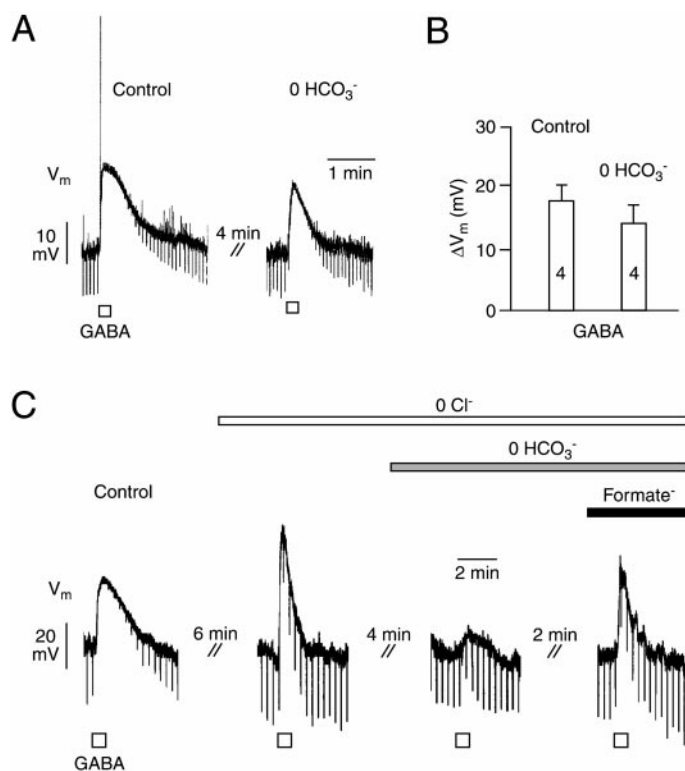 A
Control
0 HCO₃⁻
Vₘ
1 min
10
mV
4 min
GABA
B
30
20
10
0
ΔVₘ (mV)
Control
0 HCO₃⁻
4
4
GABA
C
0 Cl⁻
0 HCO₃⁻
Formate⁻
Control
Vₘ
2 min
20
mV
6 min
4 min
2 min
GABA